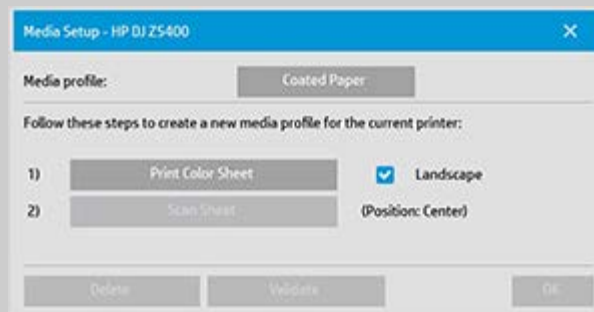 Media Setup - HP DJ Z5400
Media profile: Coated Paper
Follow these steps to create a new media profile for the current printer:
1) Print Color Sheet Landscape
2) Scan Sheet (Position: Center)
Delete Validate OK